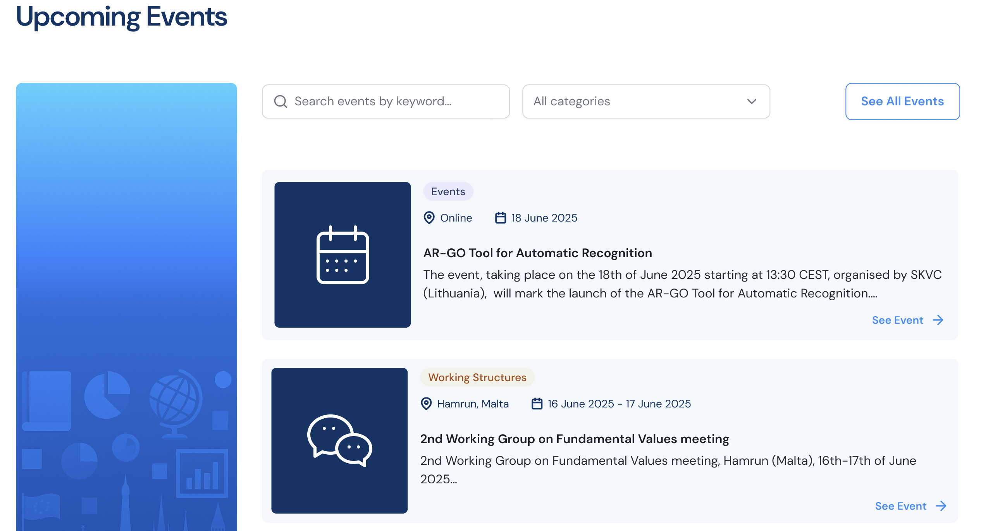 Upcoming Events
Search events by keyword...
All categories
See All Events
Events
Online
18 June 2025
AR-GO Tool for Automatic Recognition
The event, taking place on the 18th of June 2025 starting at 13:30 CEST, organised by SKVC
(Lithuania),  will mark the launch of the AR-GO Tool for Automatic Recognition....
See Event
Working Structures
Hamrun, Malta
16 June 2025 - 17 June 2025
2nd Working Group on Fundamental Values meeting
2nd Working Group on Fundamental Values meeting, Hamrun (Malta), 16th-17th of June
2025...
See Event